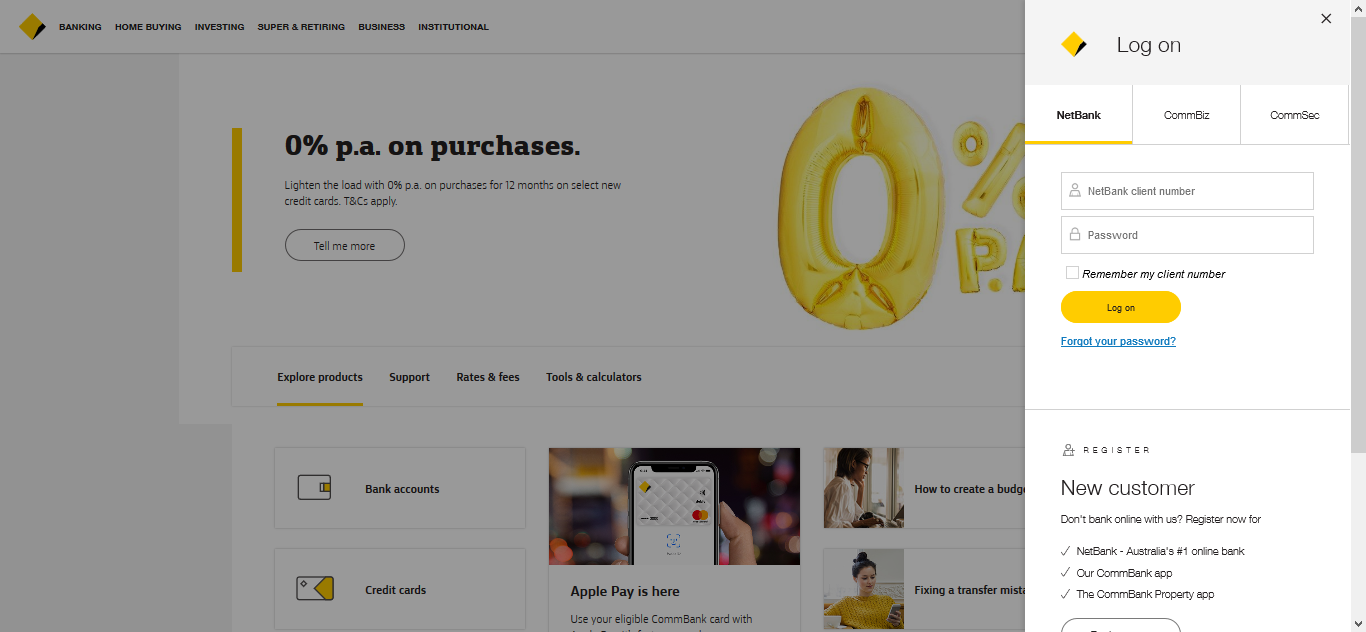 BANKING HOME BUYING INVESTING SUPER & RETIRING BUSINESS INSTITUTIONAL
0% p.a. on purchases.
Lighten the load with 0% p.a. on purchases for 12 months on select new
credit cards. T&Cs apply.
Tell me more
0% P.A
Explore products Support Rates & fees Tools & calculators
Bank accounts
Credit cards
Apple Pay is here
Use your eligible CommBank card with
How to create a budge
Fixing a transfer mista
Log on
NetBank CommBiz CommSec
NetBank client number
Password
Remember my client number
Log on
Forgot your password?
REGISTER
New customer
Don't bank online with us? Register now for
NetBank - Australia's #1 online bank
Our CommBank app
The CommBank Property app